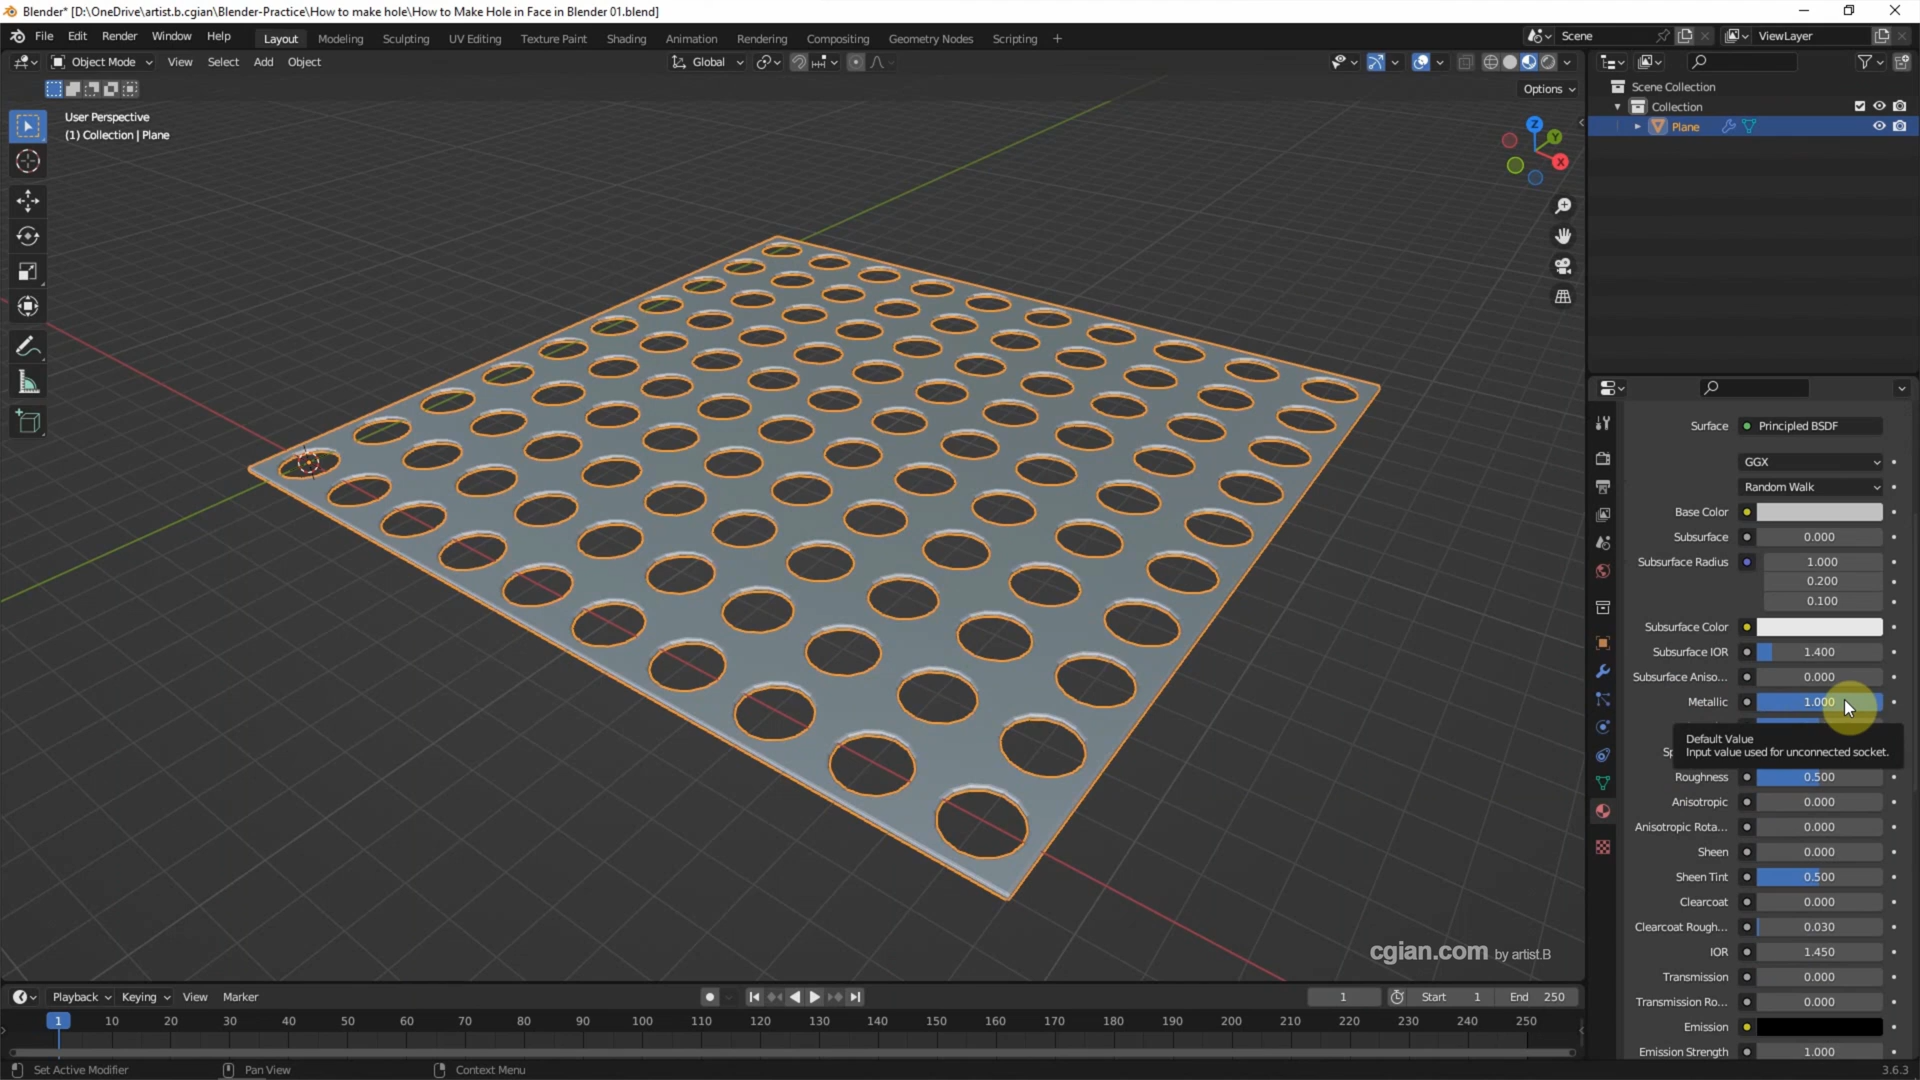 Blender* [D:\OneDrive\artist.b.cgian\Blender-Practice\How to make hole\How to Make Hole in Face in Blender 01.blend]
File Edit Render Window Help Layout Modeling Sculpting UV Editing Texture Paint Shading Animation Rendering Compositing Geometry Nodes Scripting + Scene ViewLayer
Object Mode View Select Add Object Global
Options
User Perspective
(1) Collection | Plane
Z
Y
X
Scene Collection
Collection
Plane
Surface Principled BSDF
GGX
Random Walk
Base Color
Subsurface 0.000
Subsurface Radius 1.000
0.200
0.100
Subsurface Color
Subsurface IOR 1.400
Subsurface Aniso... 0.000
Metallic 1.000
Default Value
Sp
Input value used for unconnected socket.
Roughness 0.500
Anisotropic 0.000
Anisotropic Rota... 0.000
Sheen 0.000
Sheen Tint 0.500
Clearcoat 0.000
Clearcoat Rough... 0.030
IOR 1.450
Transmission 0.000
Transmission Ro... 0.000
Emission
Emission Strength 1.000
cgian.com by artist.B
Playback Keying View Marker 1 Start 1 End 250
1 10 20 30 40 50 60 70 80 90 100 110 120 130 140 150 160 170 180 190 200 210 220 230 240 250
Set Active Modifier Pan View Context Menu 3.6.3